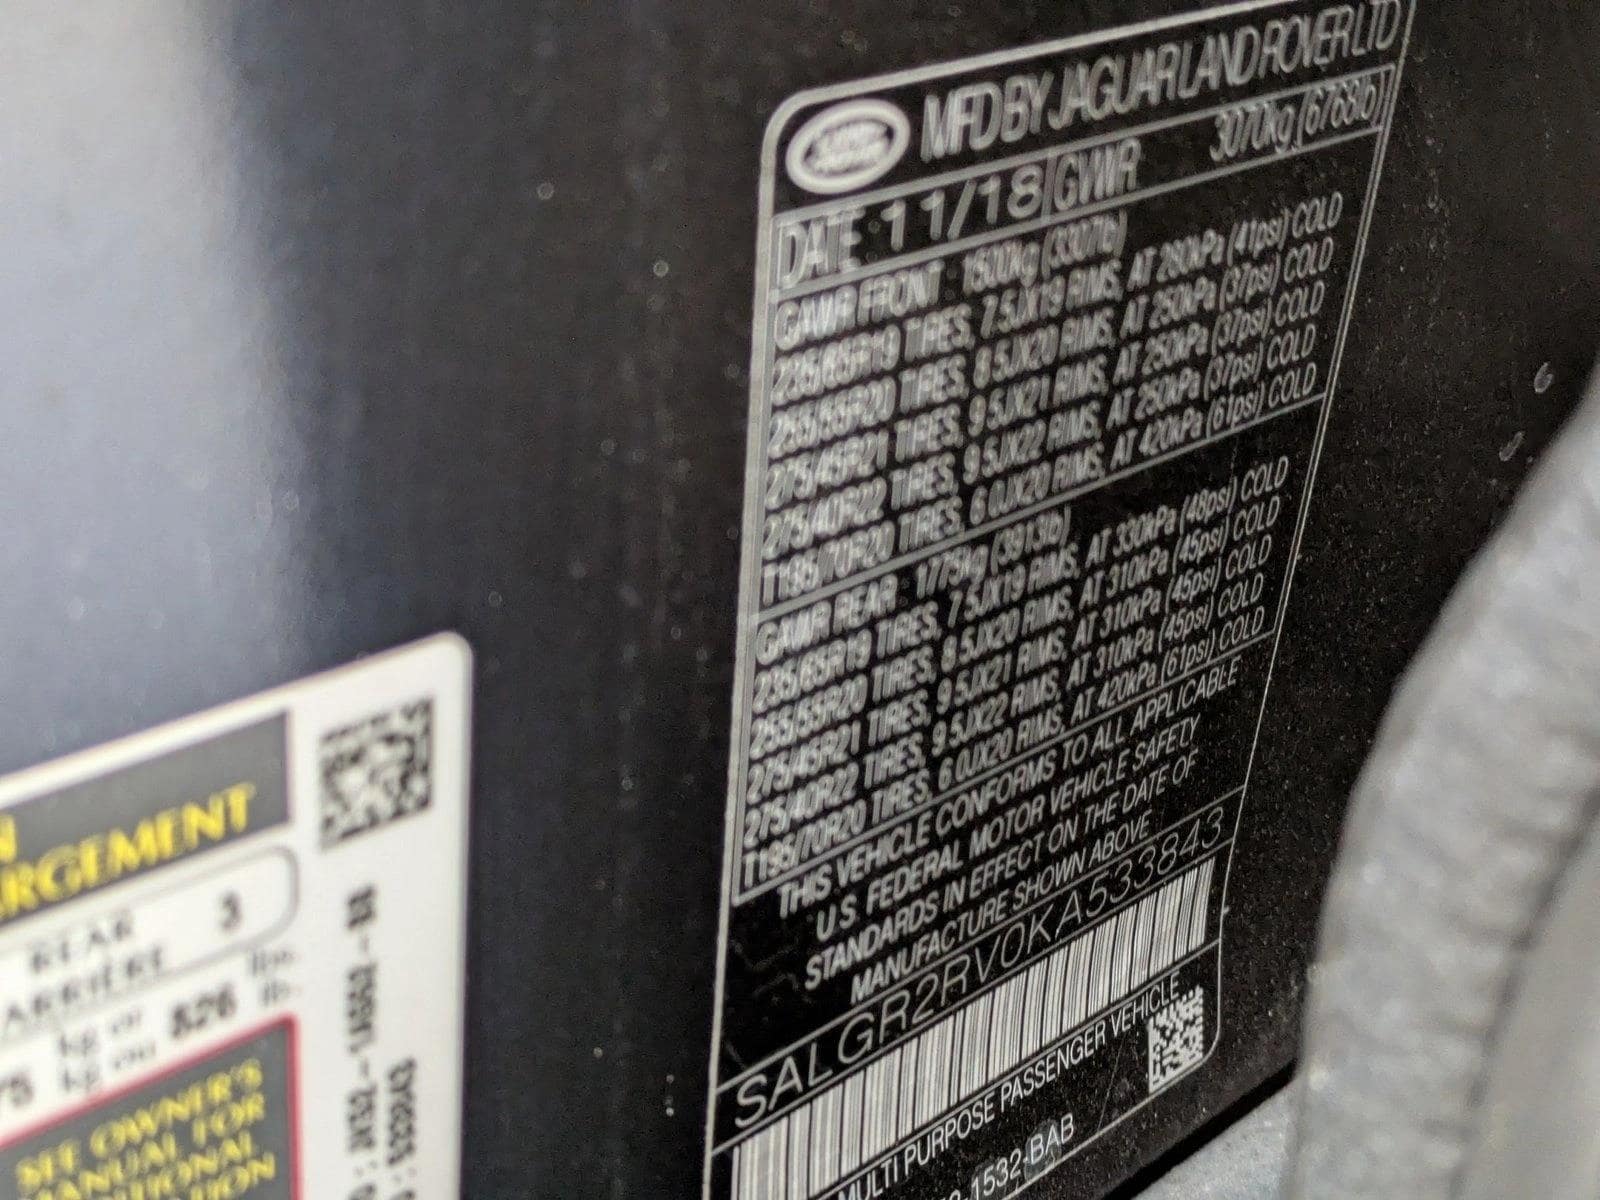 MFD BY JAGUAR LAND ROVER LTD
DATE 11/18 GVWR 3070kg (6768lb)
GAWR FRONT 1500kg (3307lb)
235/65R19 TIRES, 7.5JX19 RIMS, AT 280kPa (41psi) COLD
255/55R20 TIRES, 8.5JX20 RIMS, AT 250kPa (37psi) COLD
275/45R21 TIRES, 9.5JX21 RIMS, AT 250kPa (37psi) COLD
275/40R22 TIRES, 9.5JX22 RIMS, AT 250kPa (37psi) COLD
T195/70R20 TIRES, 6.0JX20 RIMS, AT 420kPa (61psi) COLD
GAWR REAR 1775kg (3913lb)
235/65R19 TIRES, 7.5JX19 RIMS, AT 330kPa (48psi) COLD
255/55R20 TIRES, 8.5JX20 RIMS, AT 310kPa (45psi) COLD
275/45R21 TIRES, 9.5JX21 RIMS, AT 310kPa (45psi) COLD
275/40R22 TIRES, 9.5JX22 RIMS, AT 310kPa (45psi) COLD
T195/70R20 TIRES, 6.0JX20 RIMS, AT 420kPa (61psi) COLD
THIS VEHICLE CONFORMS TO ALL APPLICABLE
U.S. FEDERAL MOTOR VEHICLE SAFETY
STANDARDS IN EFFECT ON THE DATE OF
MANUFACTURE SHOWN ABOVE
SALGR2RV0KA533843
MULTI PURPOSE PASSENGER VEHICLE
1532-BAB
RGEMENT
REAR
ARRIÈRE
3
kg or 826 lbs.
kg ou lb.
SEE OWNER'S
MANUAL FOR
533843